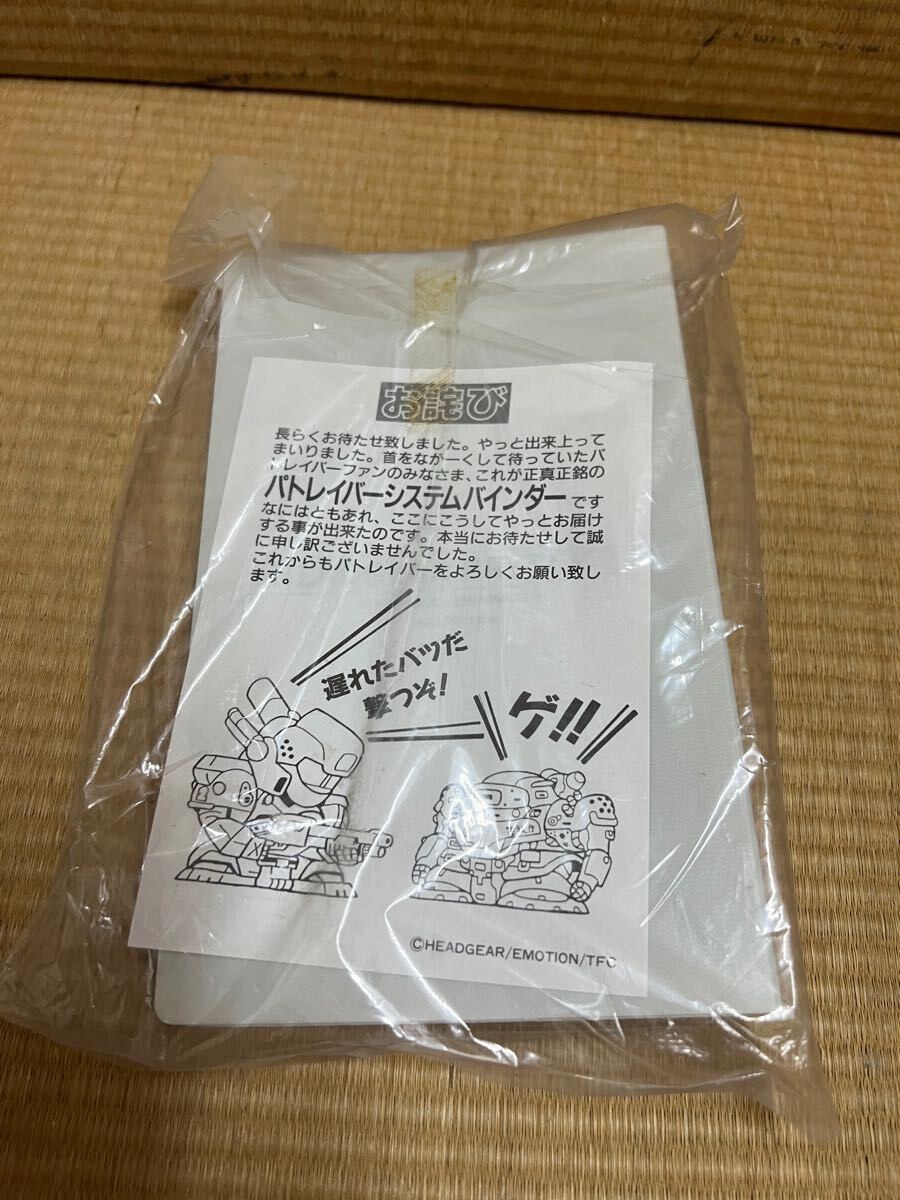 お詫び
長らくお待たせ致しました。やっと出来上って
まいりました。首をながーくして待っていたパ
トレイバーファンのみなさま、これが正真正銘の
パトレイバーシステムバインダーです
なにはともあれ、ここにこうしてやっとお届け
する事が出来たのです。本当にお待たせして誠
に申し訳ございませんでした。
これからもパトレイバーをよろしくお願い致し
ます。
遅れたバツだ
撃つぞ!
ゲ!!
©HEADGEAR/EMOTION/TFC